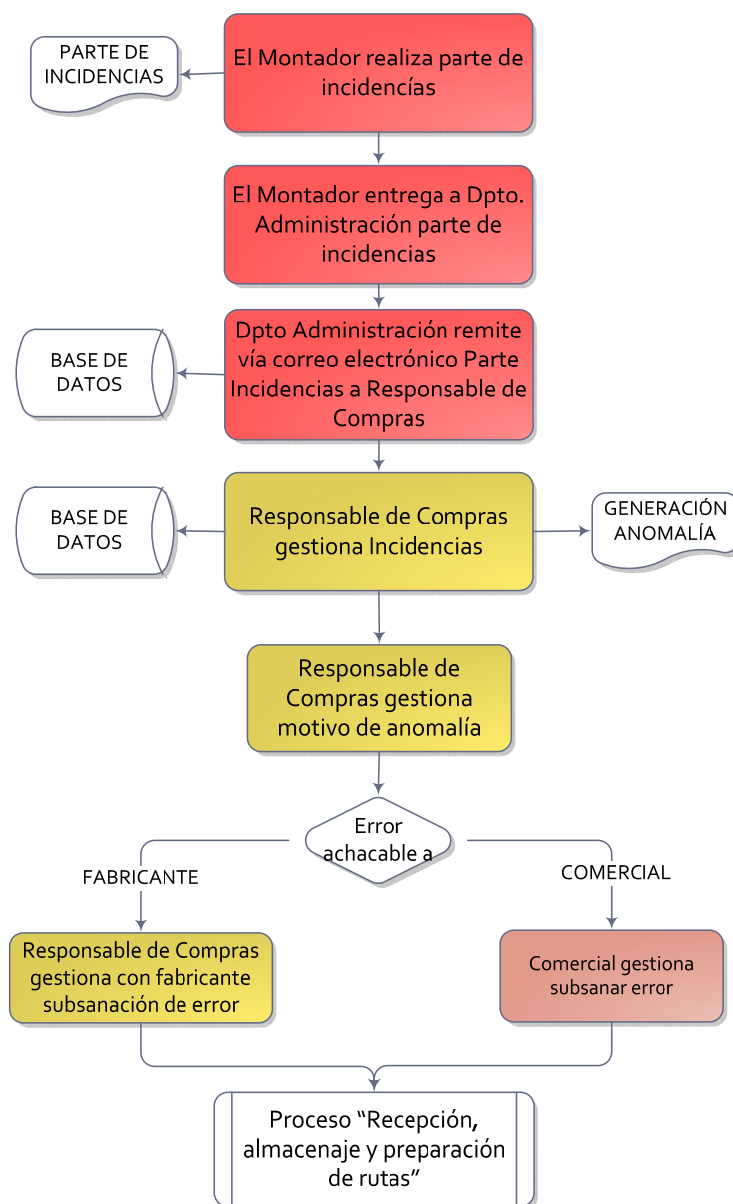 PARTE DE
INCIDENCIAS
El Montador realiza parte de
incidencías
El Montador entrega a Dpto.
Administración parte de
incidencias
Dpto Administración remite
vía correo electrónico Parte
Incidencias a Responsable de
Compras
BASE DE
DATOS
BASE DE
DATOS
Responsable de Compras
gestiona Incidencias
GENERACIÓN
ANOMALÍA
Responsable de
Compras gestiona
motivo de anomalía
Error
achacable a
FABRICANTE
COMERCIAL
Responsable de Compras
gestiona con fabricante
subsanación de error
Comercial gestiona
subsanar error
Proceso “Recepción,
almacenaje y preparación
de rutas”